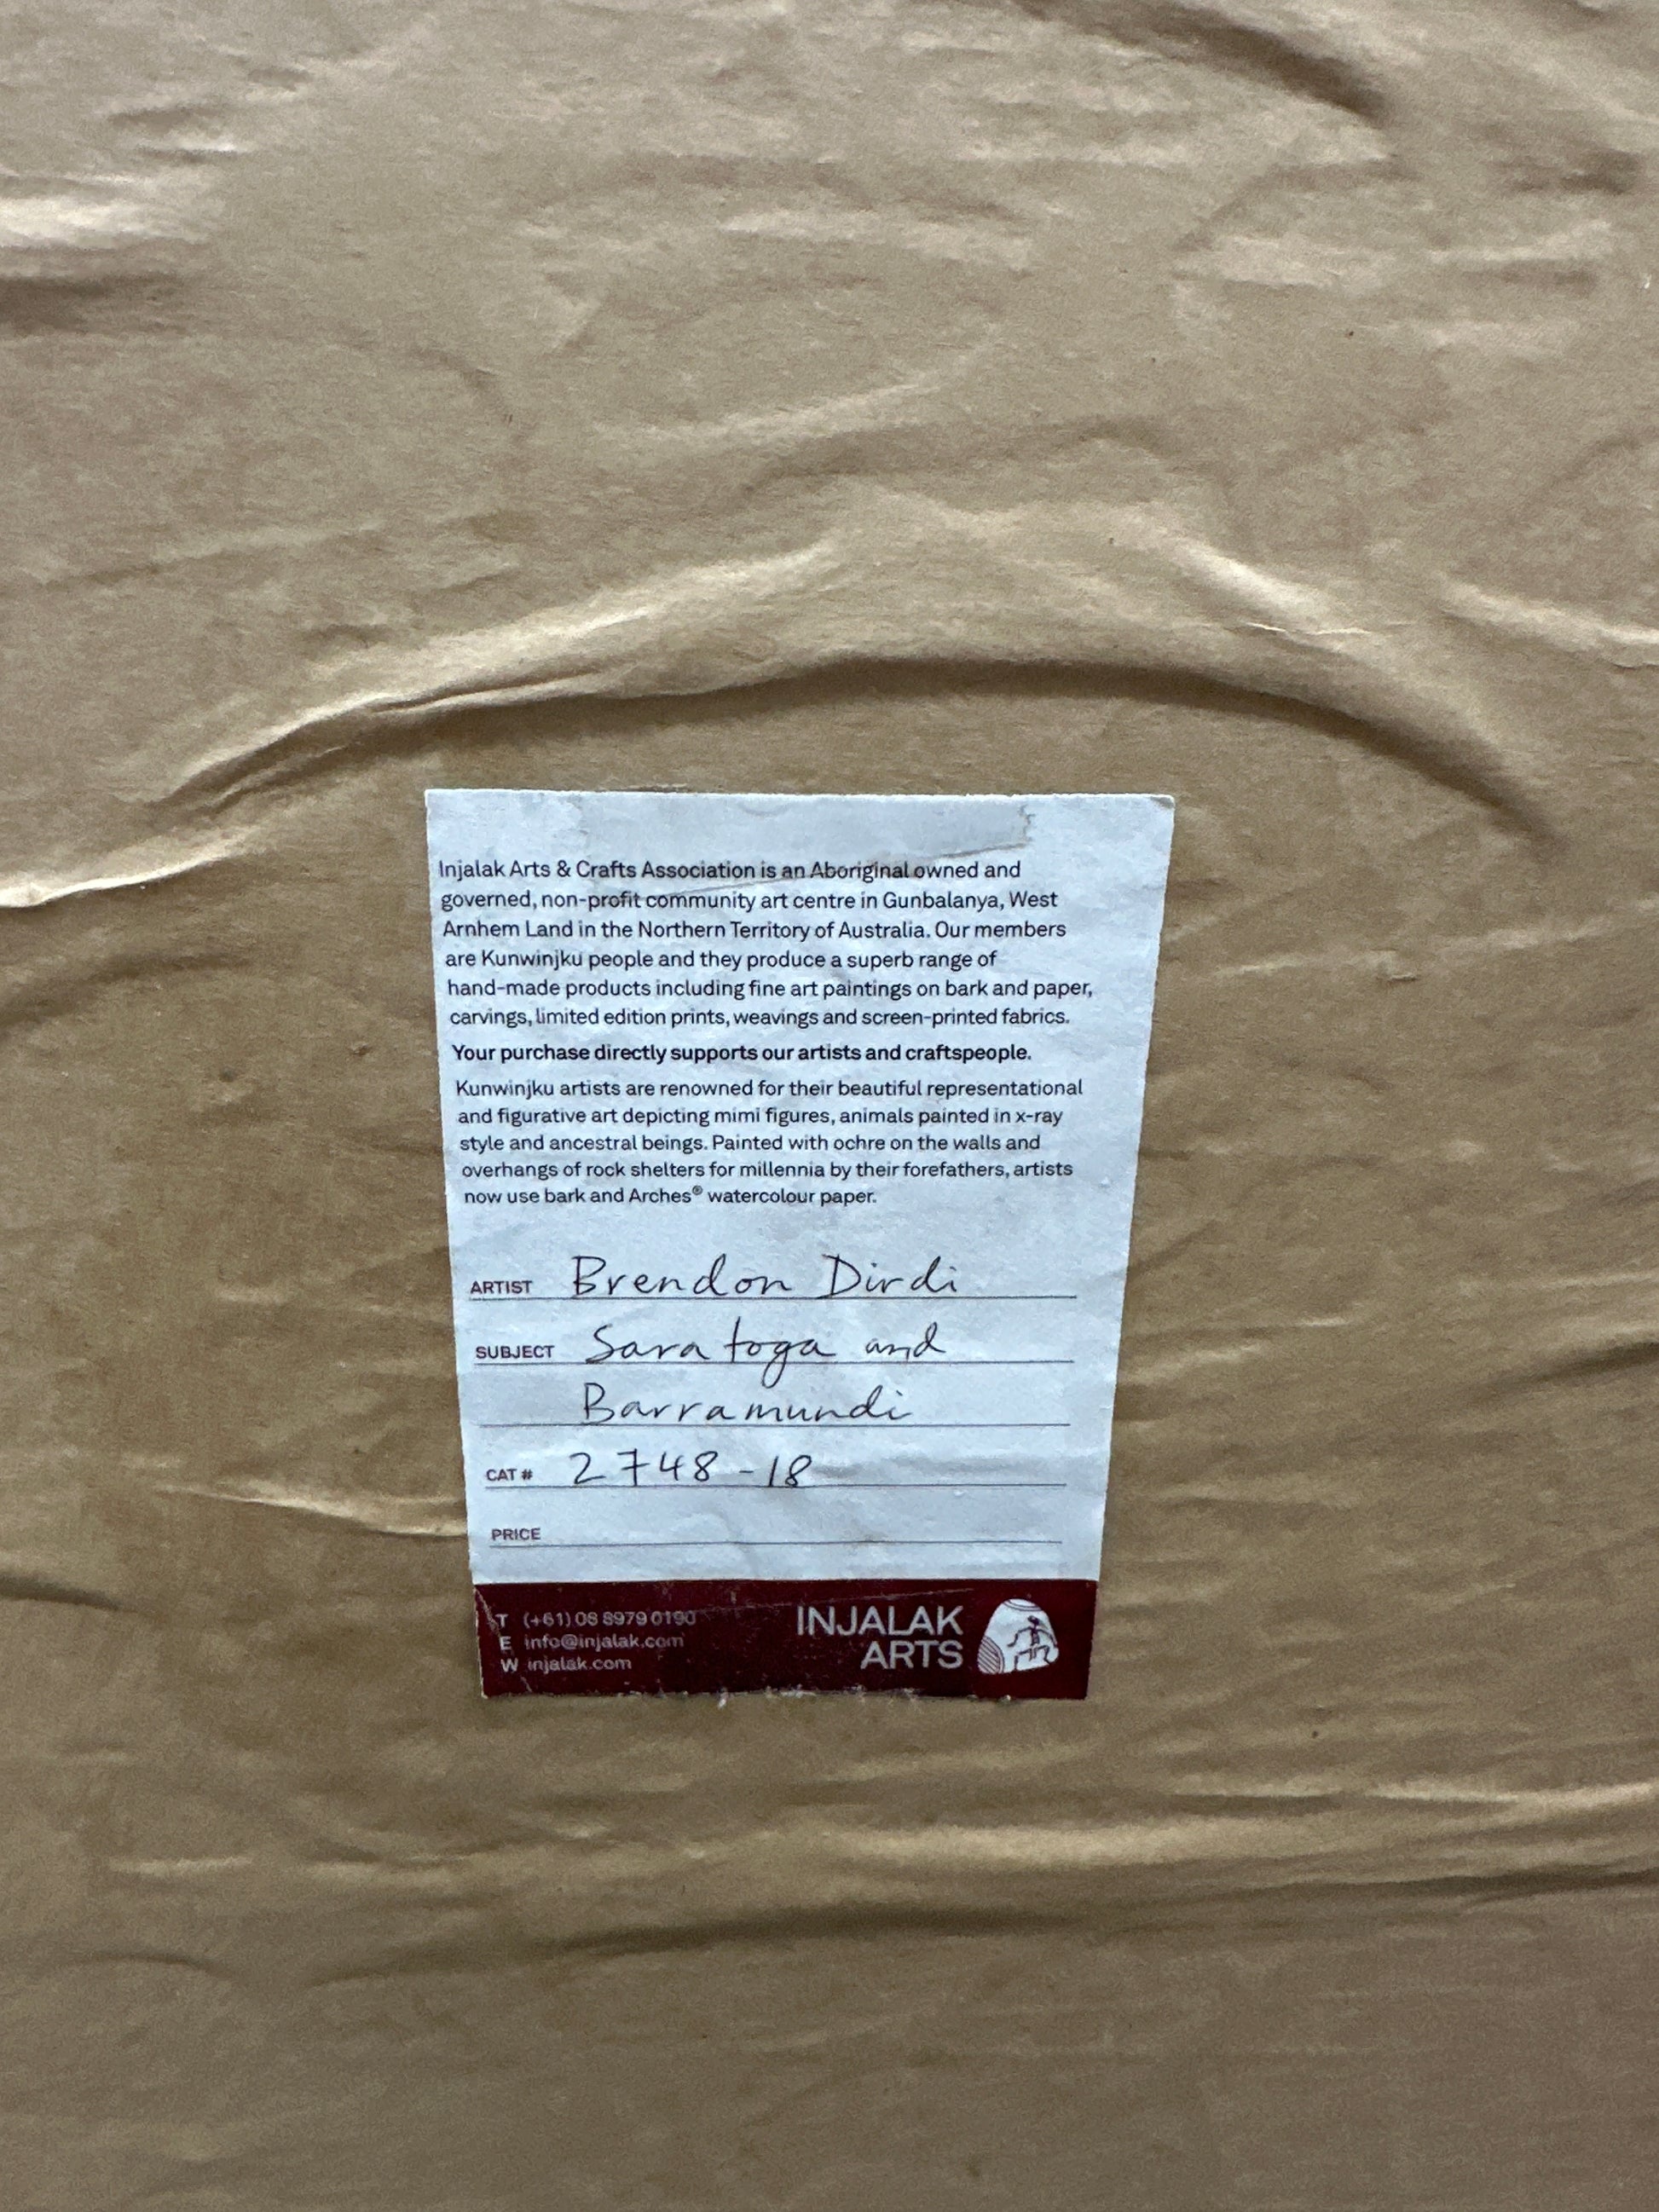 Injalak Arts & Crafts Association is an Aboriginal owned and
governed, non-profit community art centre in Gunbalanya, West
Arnhem Land in the Northern Territory of Australia. Our members
are Kunwinjku people and they produce a superb range of
hand-made products including fine art paintings on bark and paper,
carvings, limited edition prints, weavings and screen-printed fabrics.
Your purchase directly supports our artists and craftspeople.
Kunwinjku artists are renowned for their beautiful representational
and figurative art depicting mimi figures, animals painted in x-ray
style and ancestral beings. Painted with ochre on the walls and
overhangs of rock shelters for millennia by their forefathers, artists
now use bark and Arches® watercolour paper.
ARTIST Brendon Dirdi
SUBJECT Saratoga and
Barramundi
CAT # 2748-18
PRICE
T (+61) 08 8979 0190
E info@injalak.com
W injalak.com
INJALAK
ARTS